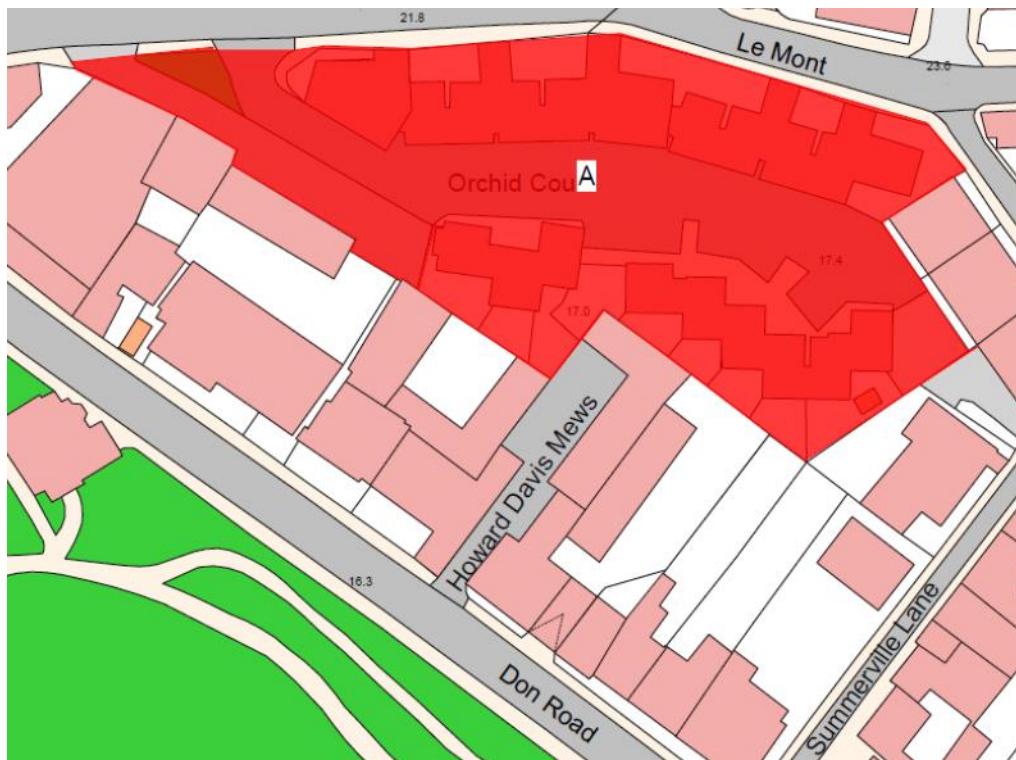 21.8
Le Mont
23.6
Orchid Cou
A
17.4
17.0
Howard Davis Mews
16.3
Don Road
Summerville Lane